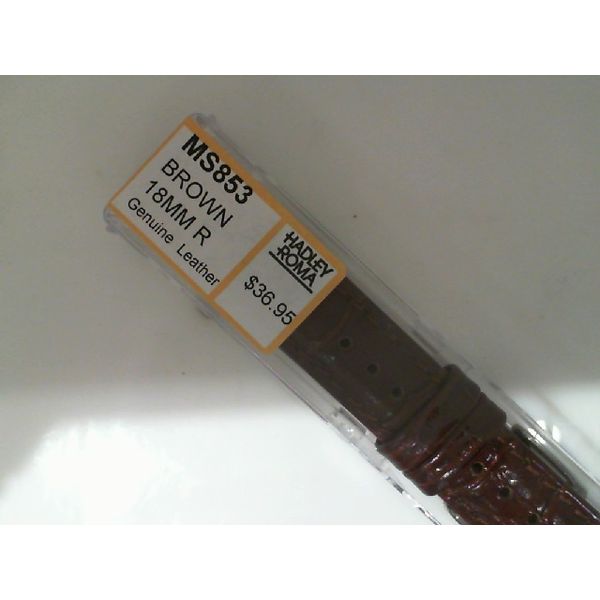 MS853
BROWN
18MM R
Genuine Leather
HADLEY
ROMA
$36.95